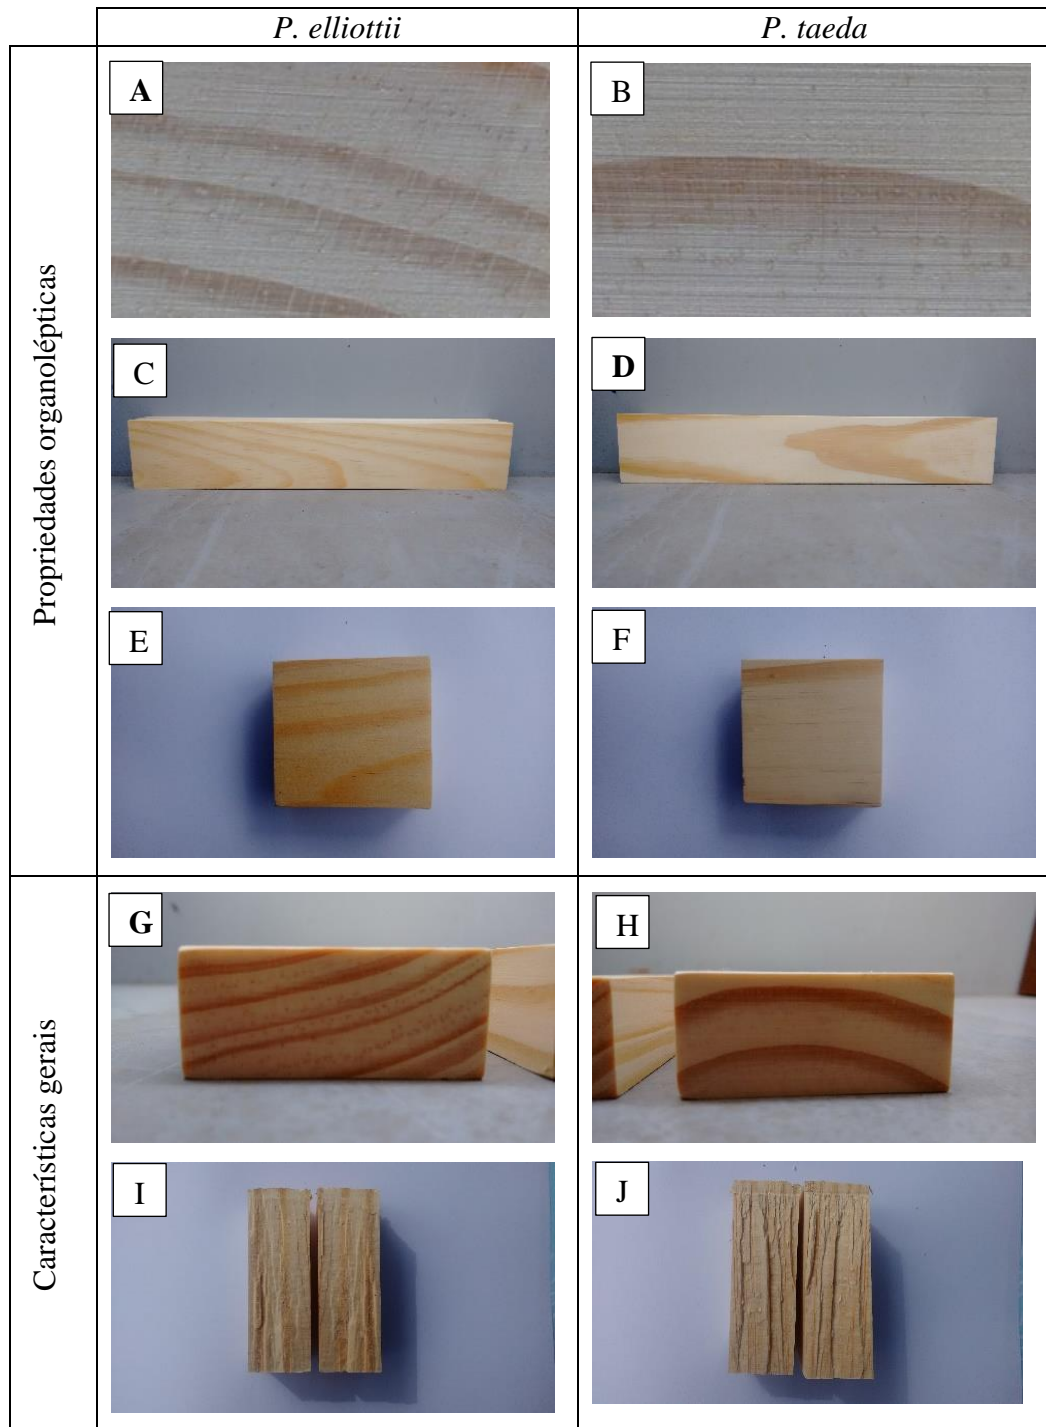 P. elliottii
P. taeda
Propriedades organolépticas
A
B
C
D
E
F
Características gerais
G
H
I
J